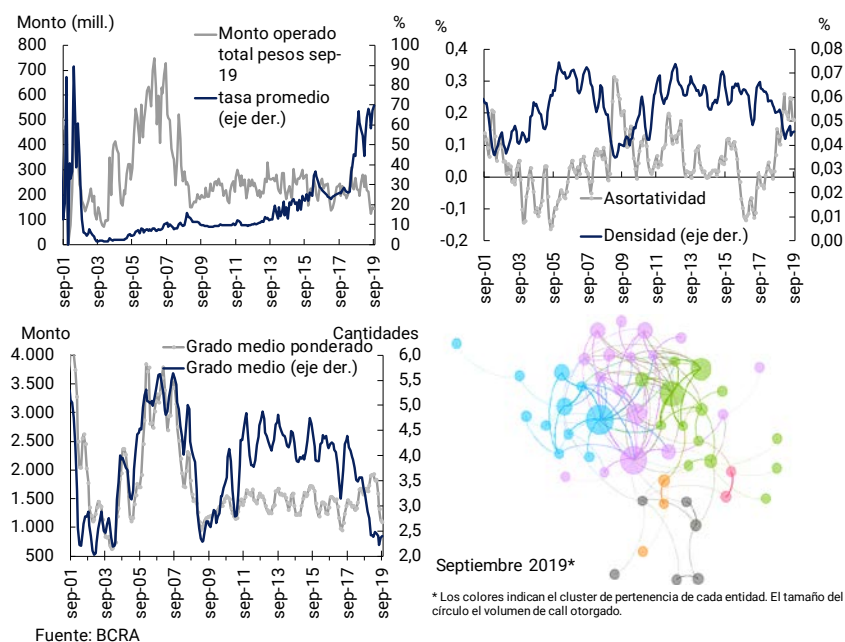 Monto (mill.)
%
800
700
600
500
400
300
200
100
0
100
90
80
70
60
50
40
30
20
10
0
Monto operado
total pesos sep-
19
tasa promedio
(eje der.)
sep-01
sep-03
sep-05
sep-07
sep-09
sep-11
sep-13
sep-15
sep-17
sep-19
%
%
0,4
0,3
0,2
0,1
0,0
-0,1
-0,2
0,08
0,07
0,06
0,05
0,04
0,03
0,02
0,01
0,00
Asortatividad
Densidad (eje der.)
sep-01
sep-03
sep-05
sep-07
sep-09
sep-11
sep-13
sep-15
sep-17
sep-19
Monto
Cantidades
4.000
3.500
3.000
2.500
2.000
1.500
1.000
500
6,0
5,5
5,0
4,5
4,0
3,5
3,0
2,5
2,0
Grado medio ponderado
Grado medio (eje der.)
sep-01
sep-03
sep-05
sep-07
sep-09
sep-11
sep-13
sep-15
sep-17
sep-19
Septiembre 2019*
* Los colores indican el cluster de pertenencia de cada entidad. El tamaño del
círculo el volumen de call otorgado.
Fuente: BCRA